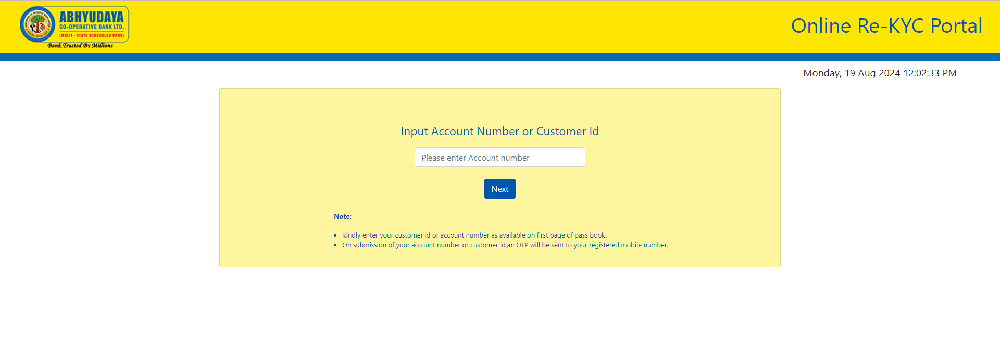 ABHYUDAYA
CO-OPERATIVE BANK LTD.
(MULTI - STATE SCHEDULED BANK)
Bank Trusted By Millions
Online Re-KYC Portal
Monday, 19 Aug 2024 12:02:33 PM
Input Account Number or Customer Id
Please enter Account number
Next
Note:
Kindly enter your customer id or account number as available on first page of pass book.
On submission of your account number or customer id,an OTP will be sent to your registered mobile number.